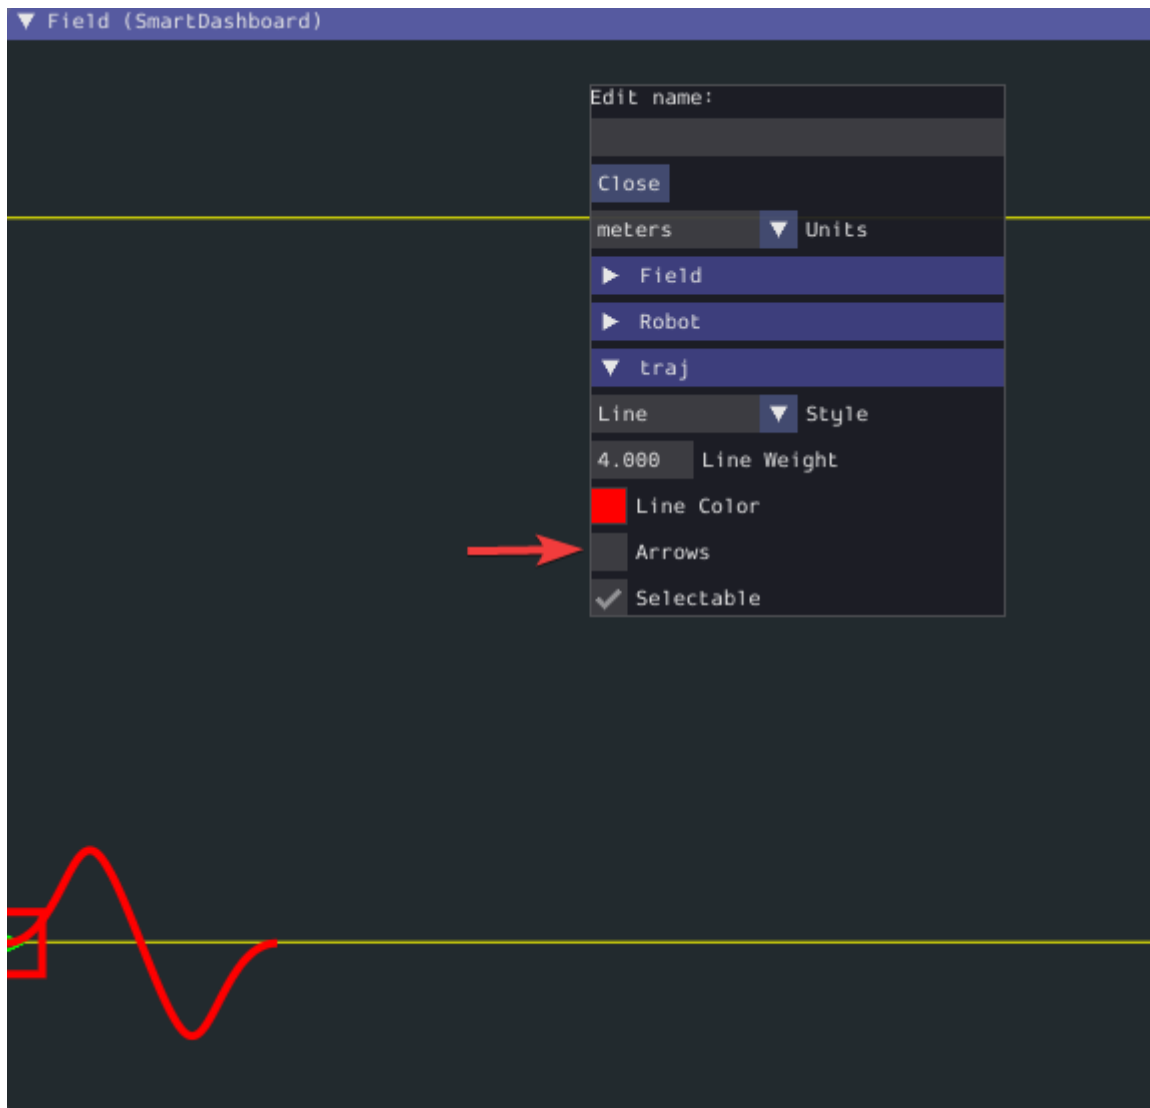 Field (SmartDashboard)
Edit name:
Close
meters Units
Field
Robot
traj
Line Style
4.000 Line Weight
Line Color
Arrows
Selectable